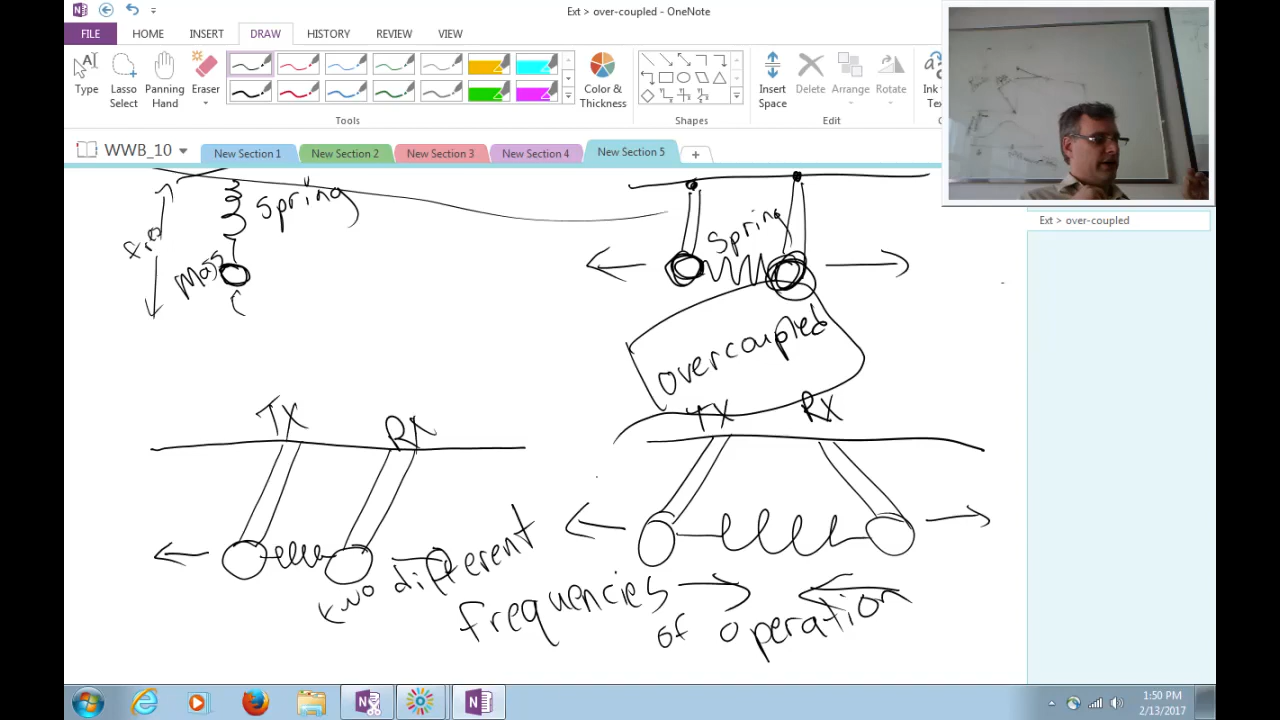 Ext > over-coupled - OneNote
FILE HOME INSERT DRAW HISTORY REVIEW VIEW
Type
Lasso Select
Panning Hand
Eraser
Color & Thickness
Insert Space
Delete
Arrange
Rotate
Ink to Tex
Tools
Shapes
Edit
WWB_10
New Section 1
New Section 2
New Section 3
New Section 4
New Section 5
Ext > over-coupled
Spring
Mass
Spring
overcoupled
TX RX
TX RX
different
frequencies
of operation
1:50 PM
2/13/2017